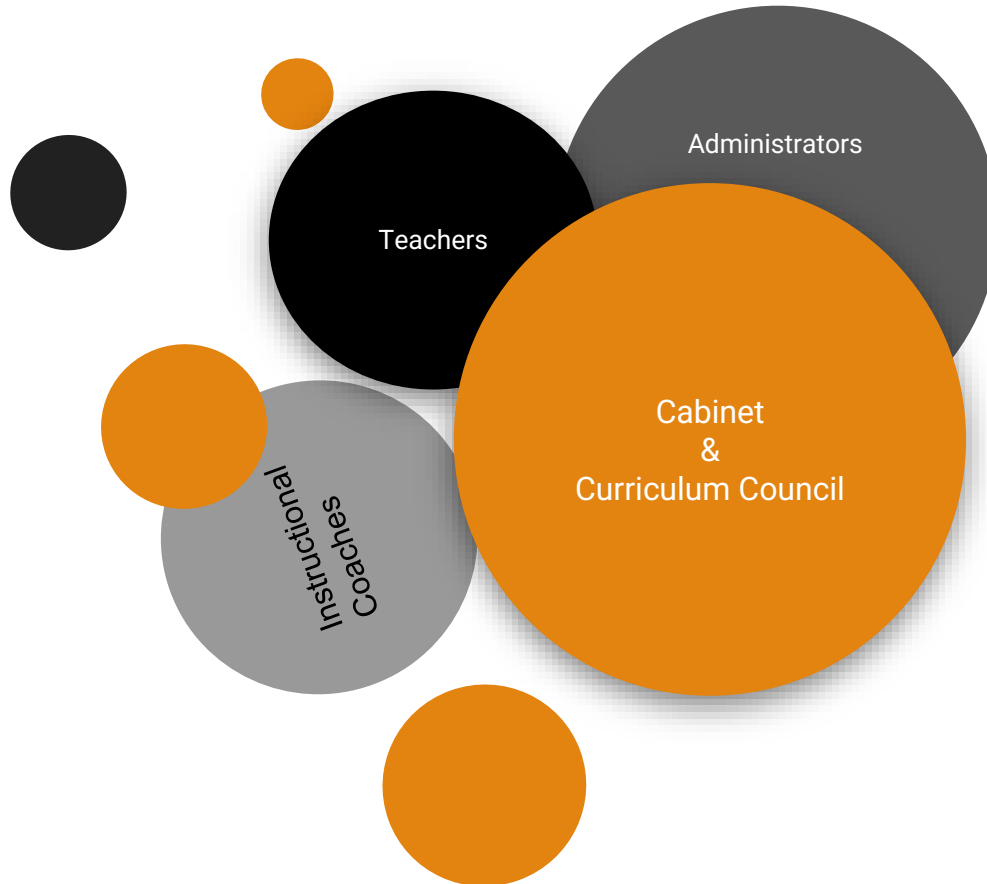 Administrators
Teachers
Cabinet
&
Curriculum Council
Instructional
Coaches